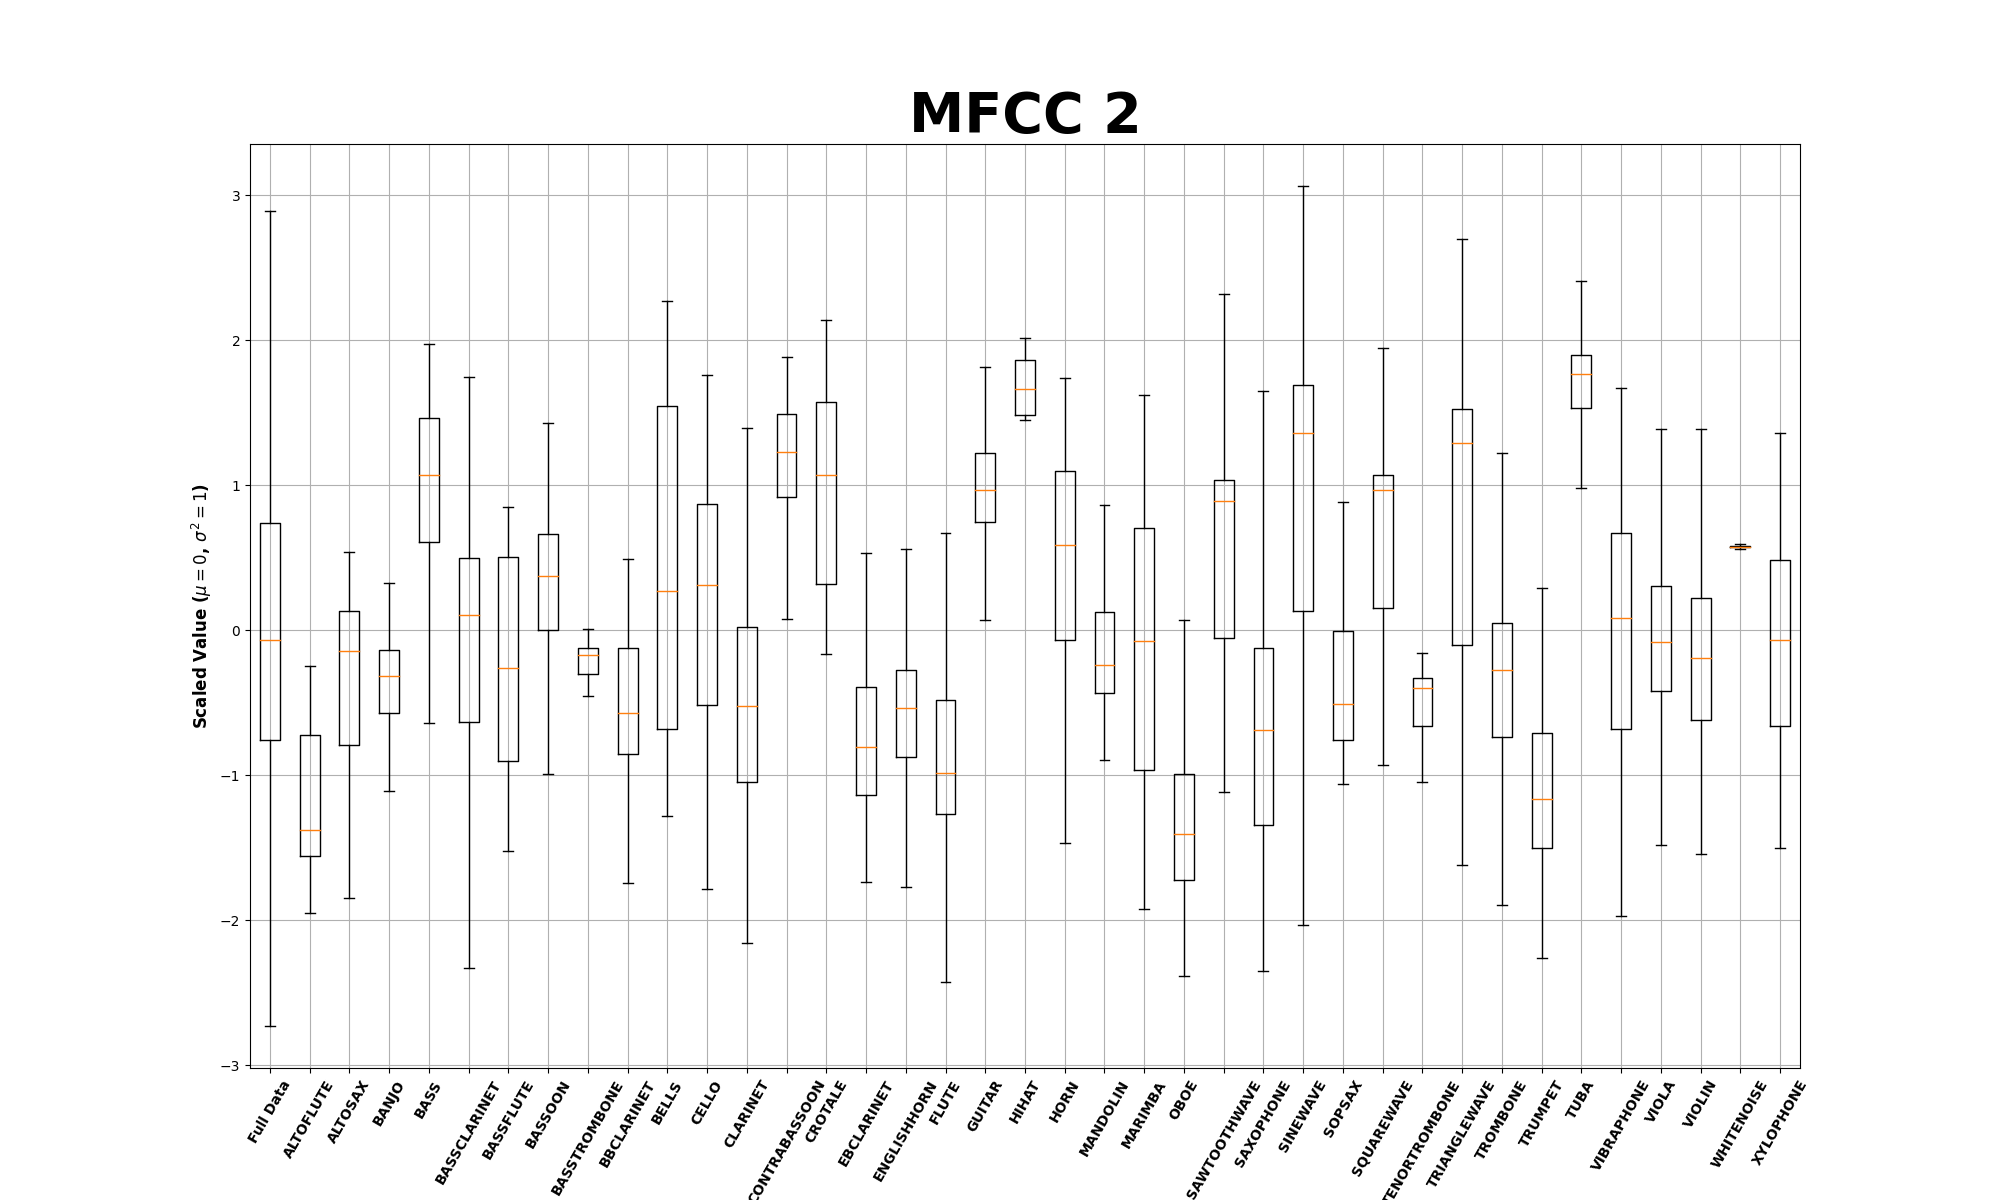 MFCC 2
Scaled Value (μ = 0, σ² = 1)
3
2
1
0
−1
−2
−3
Full Data
ALTOFLUTE
ALTOSAX
BANJO
BASS
BASSCLARINET
BASSFLUTE
BASSOON
BASSTROMBONE
BBCLARINET
BELLS
CELLO
CLARINET
CONTRABASSOON
CROTALE
EBCLARINET
ENGLISHHORN
FLUTE
GUITAR
HIHAT
HORN
MANDOLIN
MARIMBA
OBOE
SAWTOOTHWAVE
SAXOPHONE
SINEWAVE
SOPSAX
SQUAREWAVE
TENORTROMBONE
TRIANGLEWAVE
TROMBONE
TRUMPET
TUBA
VIBRAPHONE
VIOLA
VIOLIN
WHITENOISE
XYLOPHONE